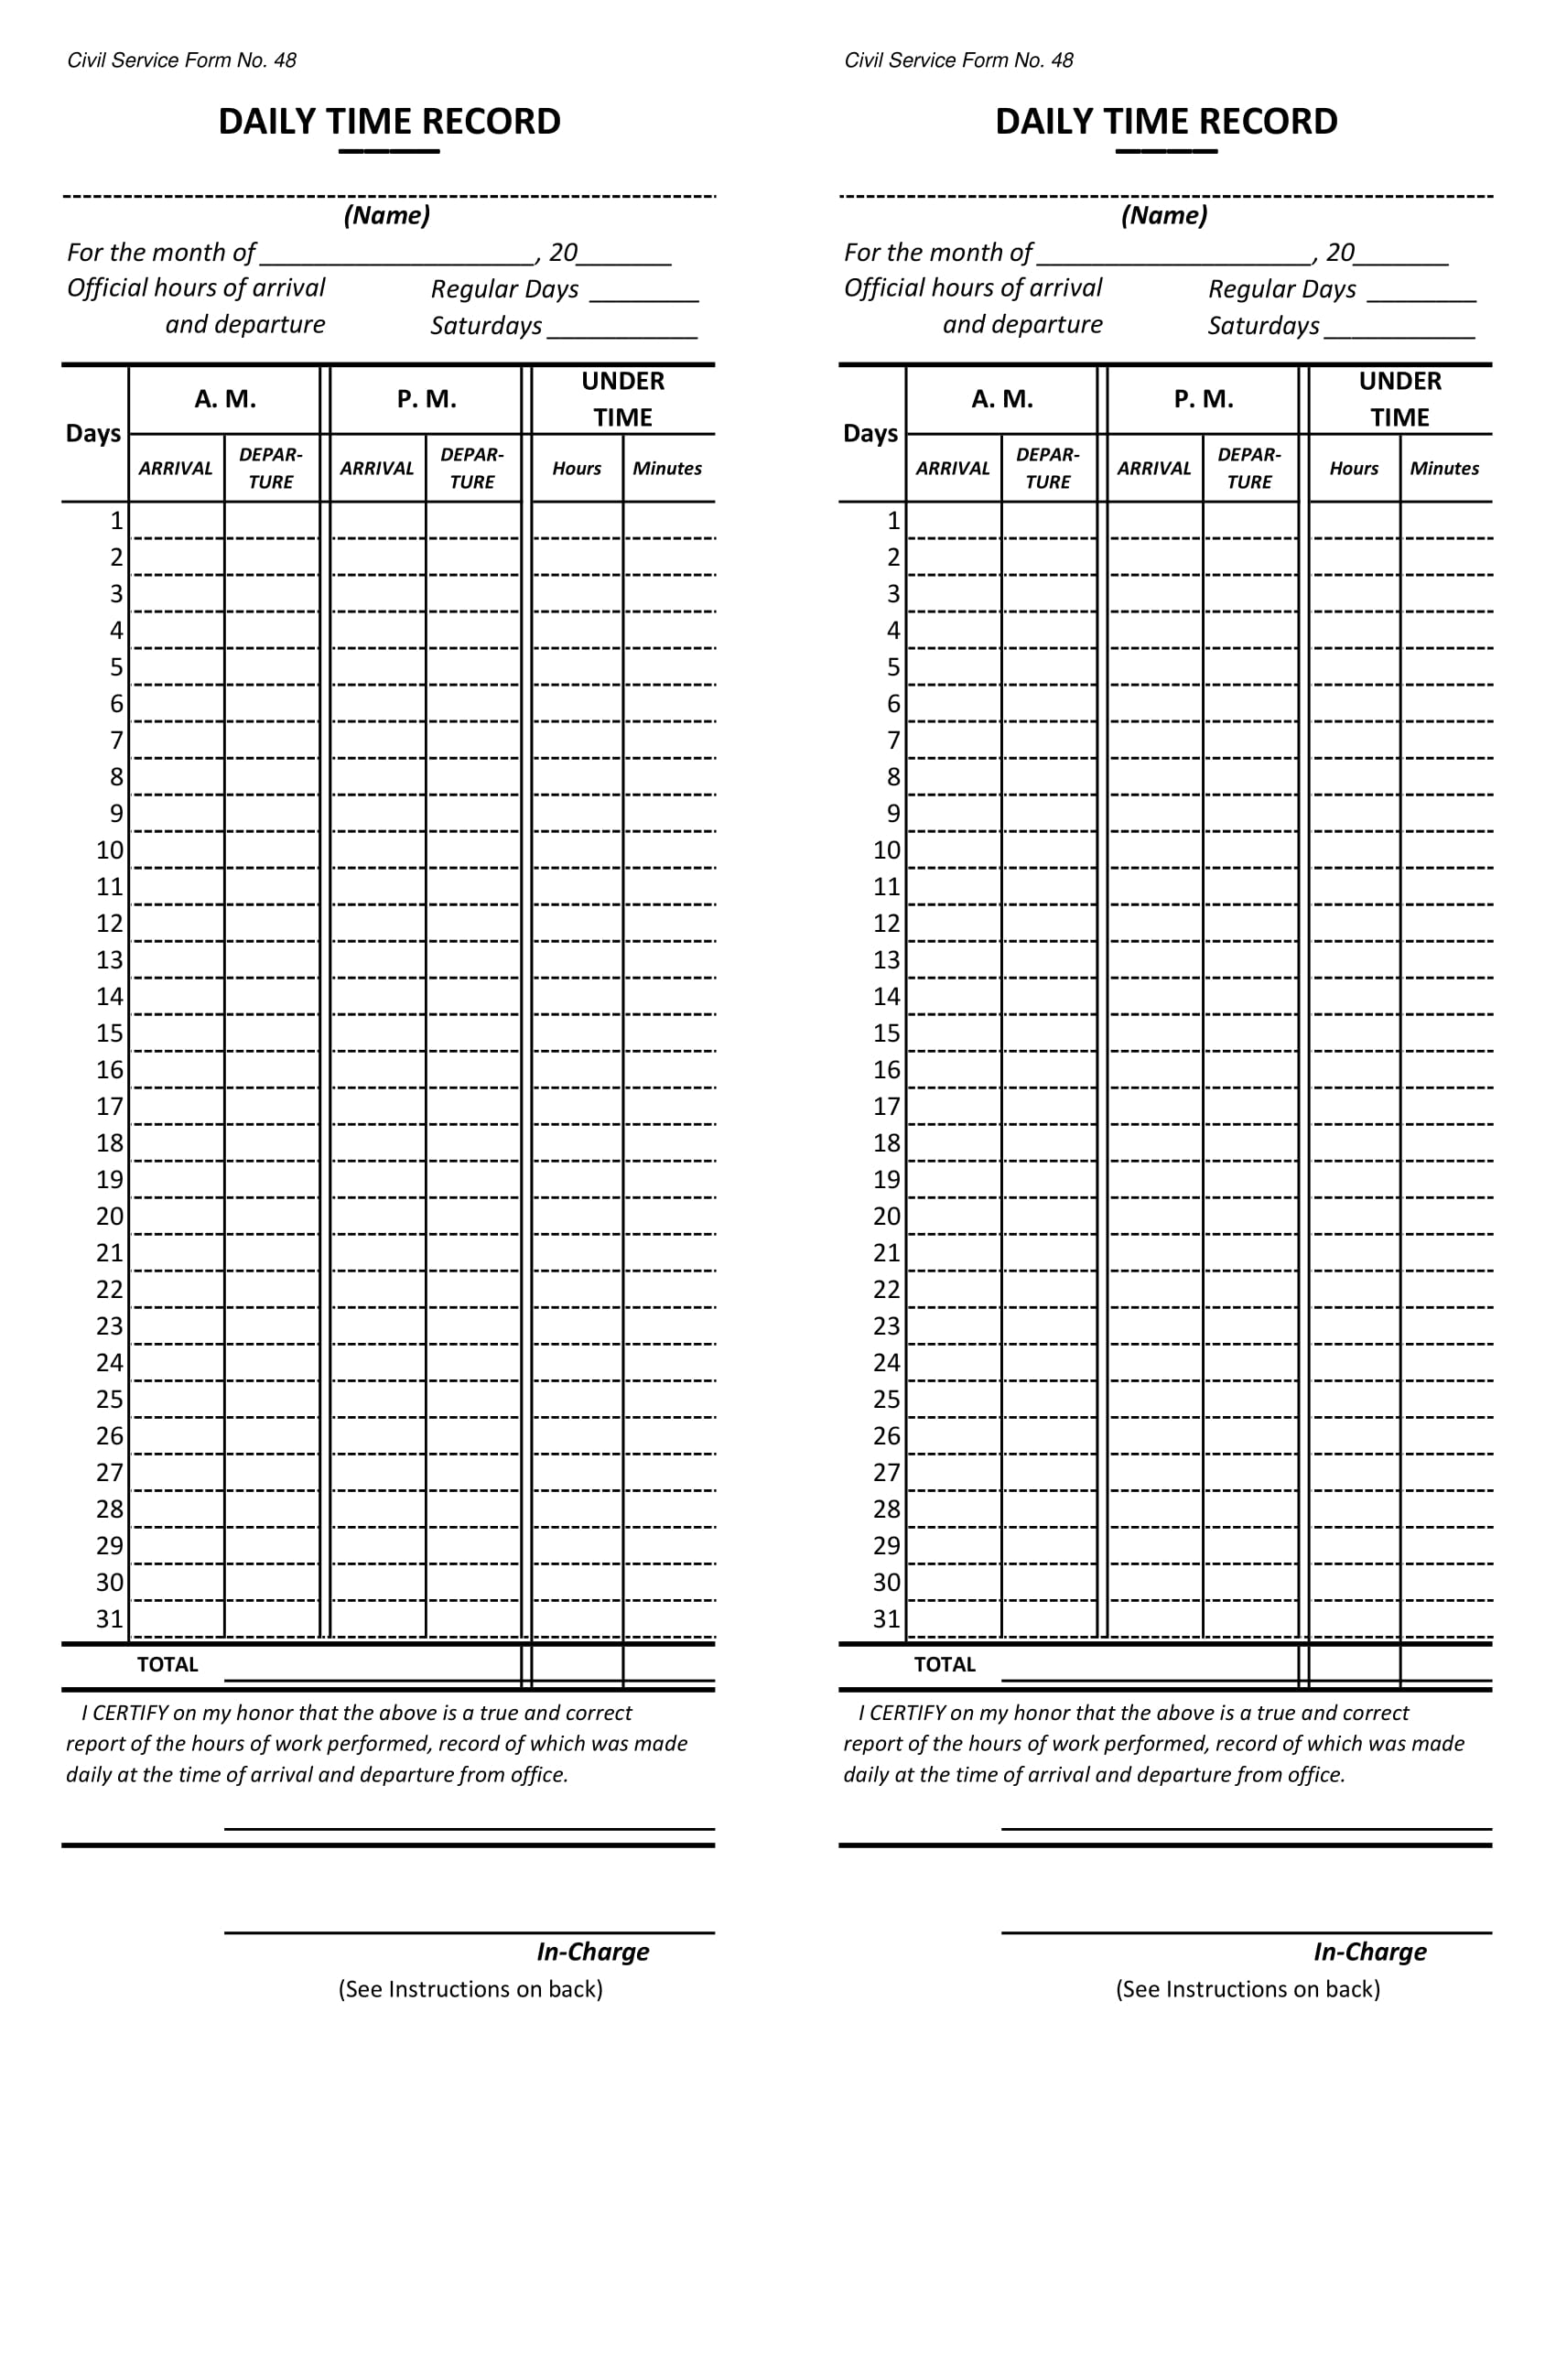 Civil Service Form No. 48
DAILY TIME RECORD
(Name)
For the month of ____________________, 20_______
Official hours of arrival Regular Days ________
and departure Saturdays ___________
Days A. M. P. M. UNDER TIME
ARRIVAL DEPAR-TURE ARRIVAL DEPAR-TURE Hours Minutes
1
2
3
4
5
6
7
8
9
10
11
12
13
14
15
16
17
18
19
20
21
22
23
24
25
26
27
28
29
30
31
TOTAL
I CERTIFY on my honor that the above is a true and correct
report of the hours of work performed, record of which was made
daily at the time of arrival and departure from office.
In-Charge
(See Instructions on back)
Civil Service Form No. 48
DAILY TIME RECORD
(Name)
For the month of ____________________, 20_______
Official hours of arrival Regular Days ________
and departure Saturdays ___________
Days A. M. P. M. UNDER TIME
ARRIVAL DEPAR-TURE ARRIVAL DEPAR-TURE Hours Minutes
1
2
3
4
5
6
7
8
9
10
11
12
13
14
15
16
17
18
19
20
21
22
23
24
25
26
27
28
29
30
31
TOTAL
I CERTIFY on my honor that the above is a true and correct
report of the hours of work performed, record of which was made
daily at the time of arrival and departure from office.
In-Charge
(See Instructions on back)